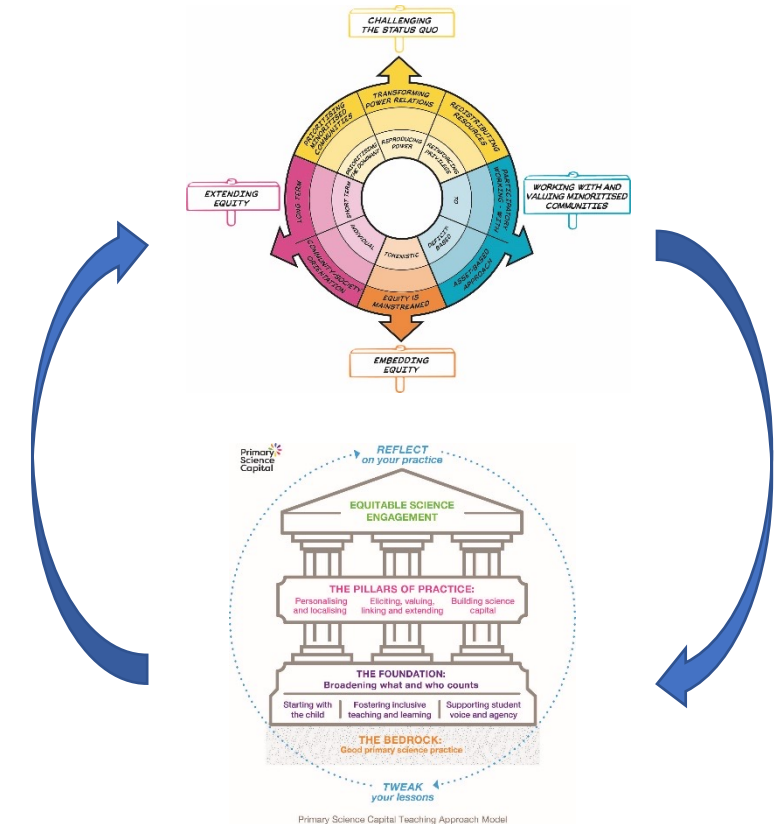 CHALLENGING
THE STATUS QUO
TRANSFORMING
POWER RELATIONS
PRIORITISING
MINORITISED
COMMUNITIES
REDISTRIBUTING
RESOURCES
PRIORITISING
THE DOMINANT
REPRODUCING
POWER
REINFORCING
PRIVILEGES
EXTENDING
EQUITY
LONG TERM
SHORT TERM
PARTICIPATORY
WORKING - WITH
WORKING WITH AND
VALUING MINORITISED
COMMUNITIES
COMMUNITY/SOCIETY
ORIENTATION
INDIVIDUAL
TOKENISTIC
DEFICIT-
BASED
ASSET-BASED
APPROACH
EQUITY IS
MAINSTREAMED
EMBEDDING
EQUITY
Primary
Science
Capital
REFLECT
on your practice
EQUITABLE SCIENCE
ENGAGEMENT
THE PILLARS OF PRACTICE:
Personalising
and localising
Eliciting, valuing,
linking and extending
Building science
capital
THE FOUNDATION:
Broadening what and who counts
Starting with
the child
Fostering inclusive
teaching and learning
Supporting student
voice and agency
THE BEDROCK:
Good primary science practice
TWEAK
your lessons
Primary Science Capital Teaching Approach Model